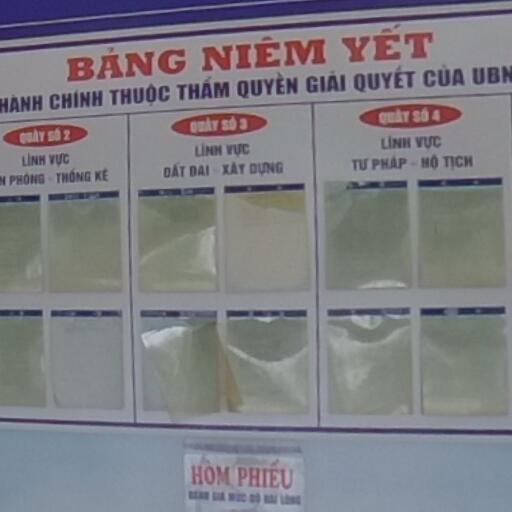 BẢNG NIÊM YẾT
HÀNH CHÍNH THUỘC THẨM QUYỀN GIẢI QUYẾT CỦA UBN
QUẦY SỐ 2
LĨNH VỰC
N PHÒNG - THỐNG KÊ
QUẦY SỐ 3
LĨNH VỰC
ĐẤT ĐAI - XÂY DỰNG
QUẦY SỐ 4
LĨNH VỰC
TƯ PHÁP - HỘ TỊCH
HÒM PHIẾU
ĐÁNH GIÁ MỨC ĐỘ HÀI LÒNG